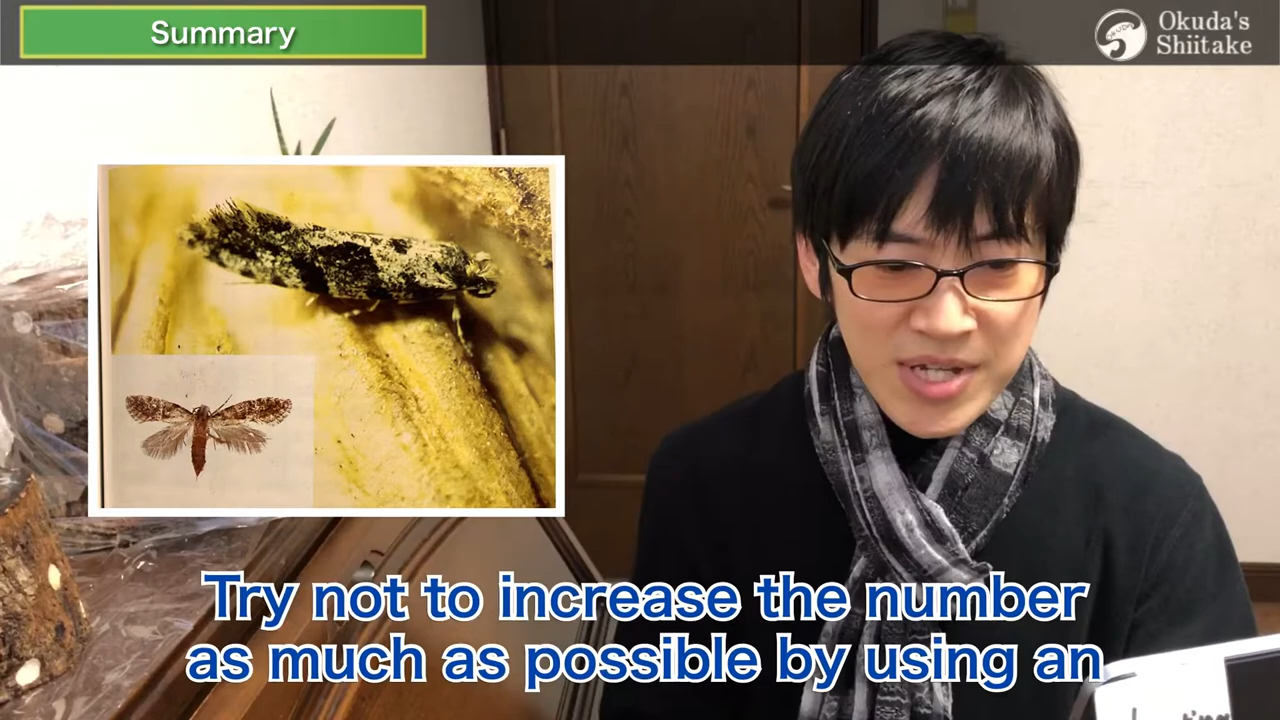 Summary
Okuda's
Shiitake
Try not to increase the number
as much as possible by using an